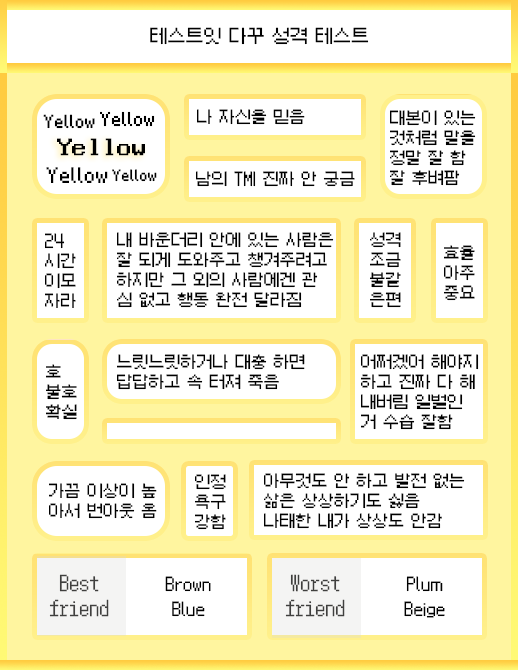 테스트잇 다꾸 성격 테스트
Yellow Yellow
Yellow
Yellow Yellow
나 자신을 믿음
남의 TMI 진짜 안 궁금
대본이 있는
것처럼 말을
정말 잘 함
잘 후벼팜
24
시간
이모
자라
내 바운더리 안에 있는 사람은
잘 되게 도와주고 챙겨주려고
하지만 그 외의 사람에겐 관
심 없고 행동 완전 달라짐
성격
조금
불같
은편
효율
아주
중요
호
불호
확실
느릿느릿하거나 대충 하면
답답하고 속 터져 죽음
어쩌겠어 해야지
하고 진짜 다 해
내버림 일벌인
거 수습 잘함
가끔 이상이 높
아서 번아웃 옴
인정
욕구
강함
아무것도 안 하고 발전 없는
삶은 상상하기도 싫음
나태한 내가 상상도 안감
Best
friend
Brown
Blue
Worst
friend
Plum
Beige